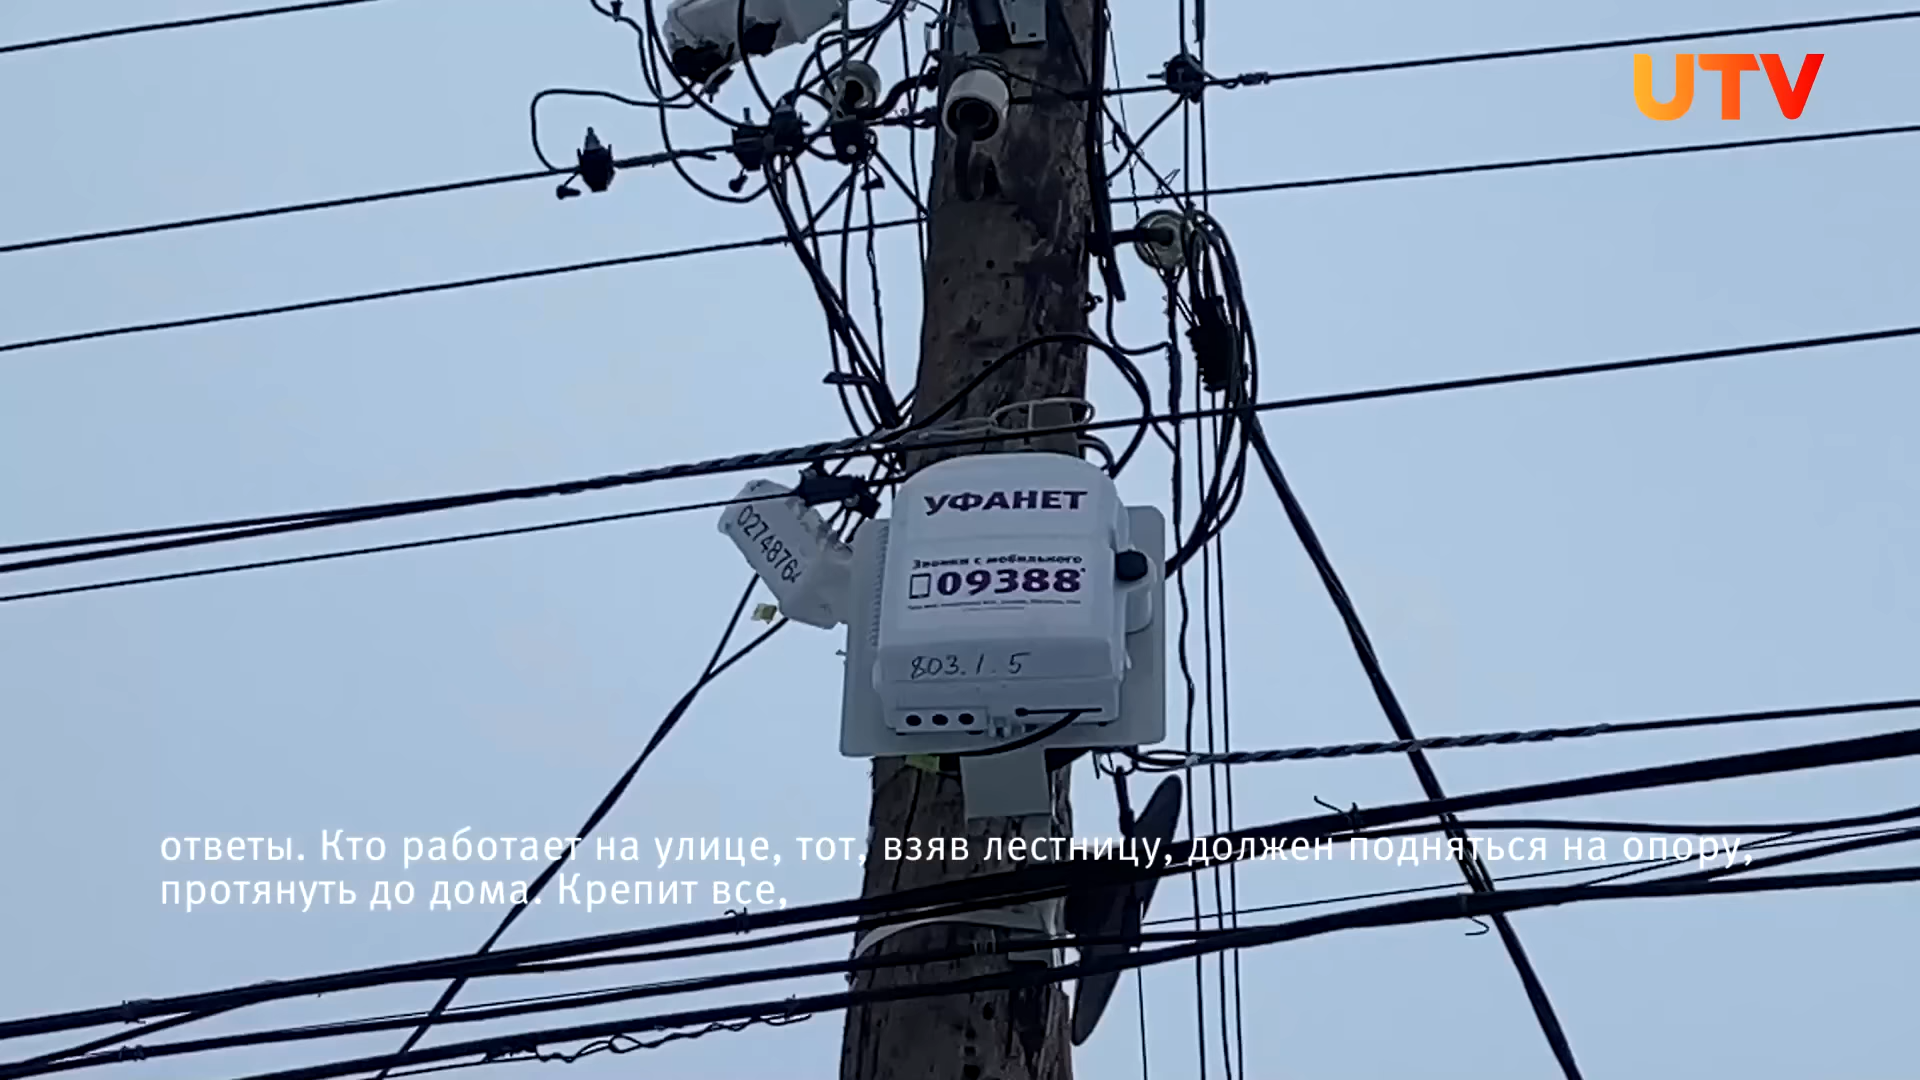 UTV
УФАНЕТ
02748764
Звонки с мобильного
09388
803.1.5
ответы. Кто работает на улице, тот, взяв лестницу, должен подняться на опору,
протянуть до дома. Крепит все,